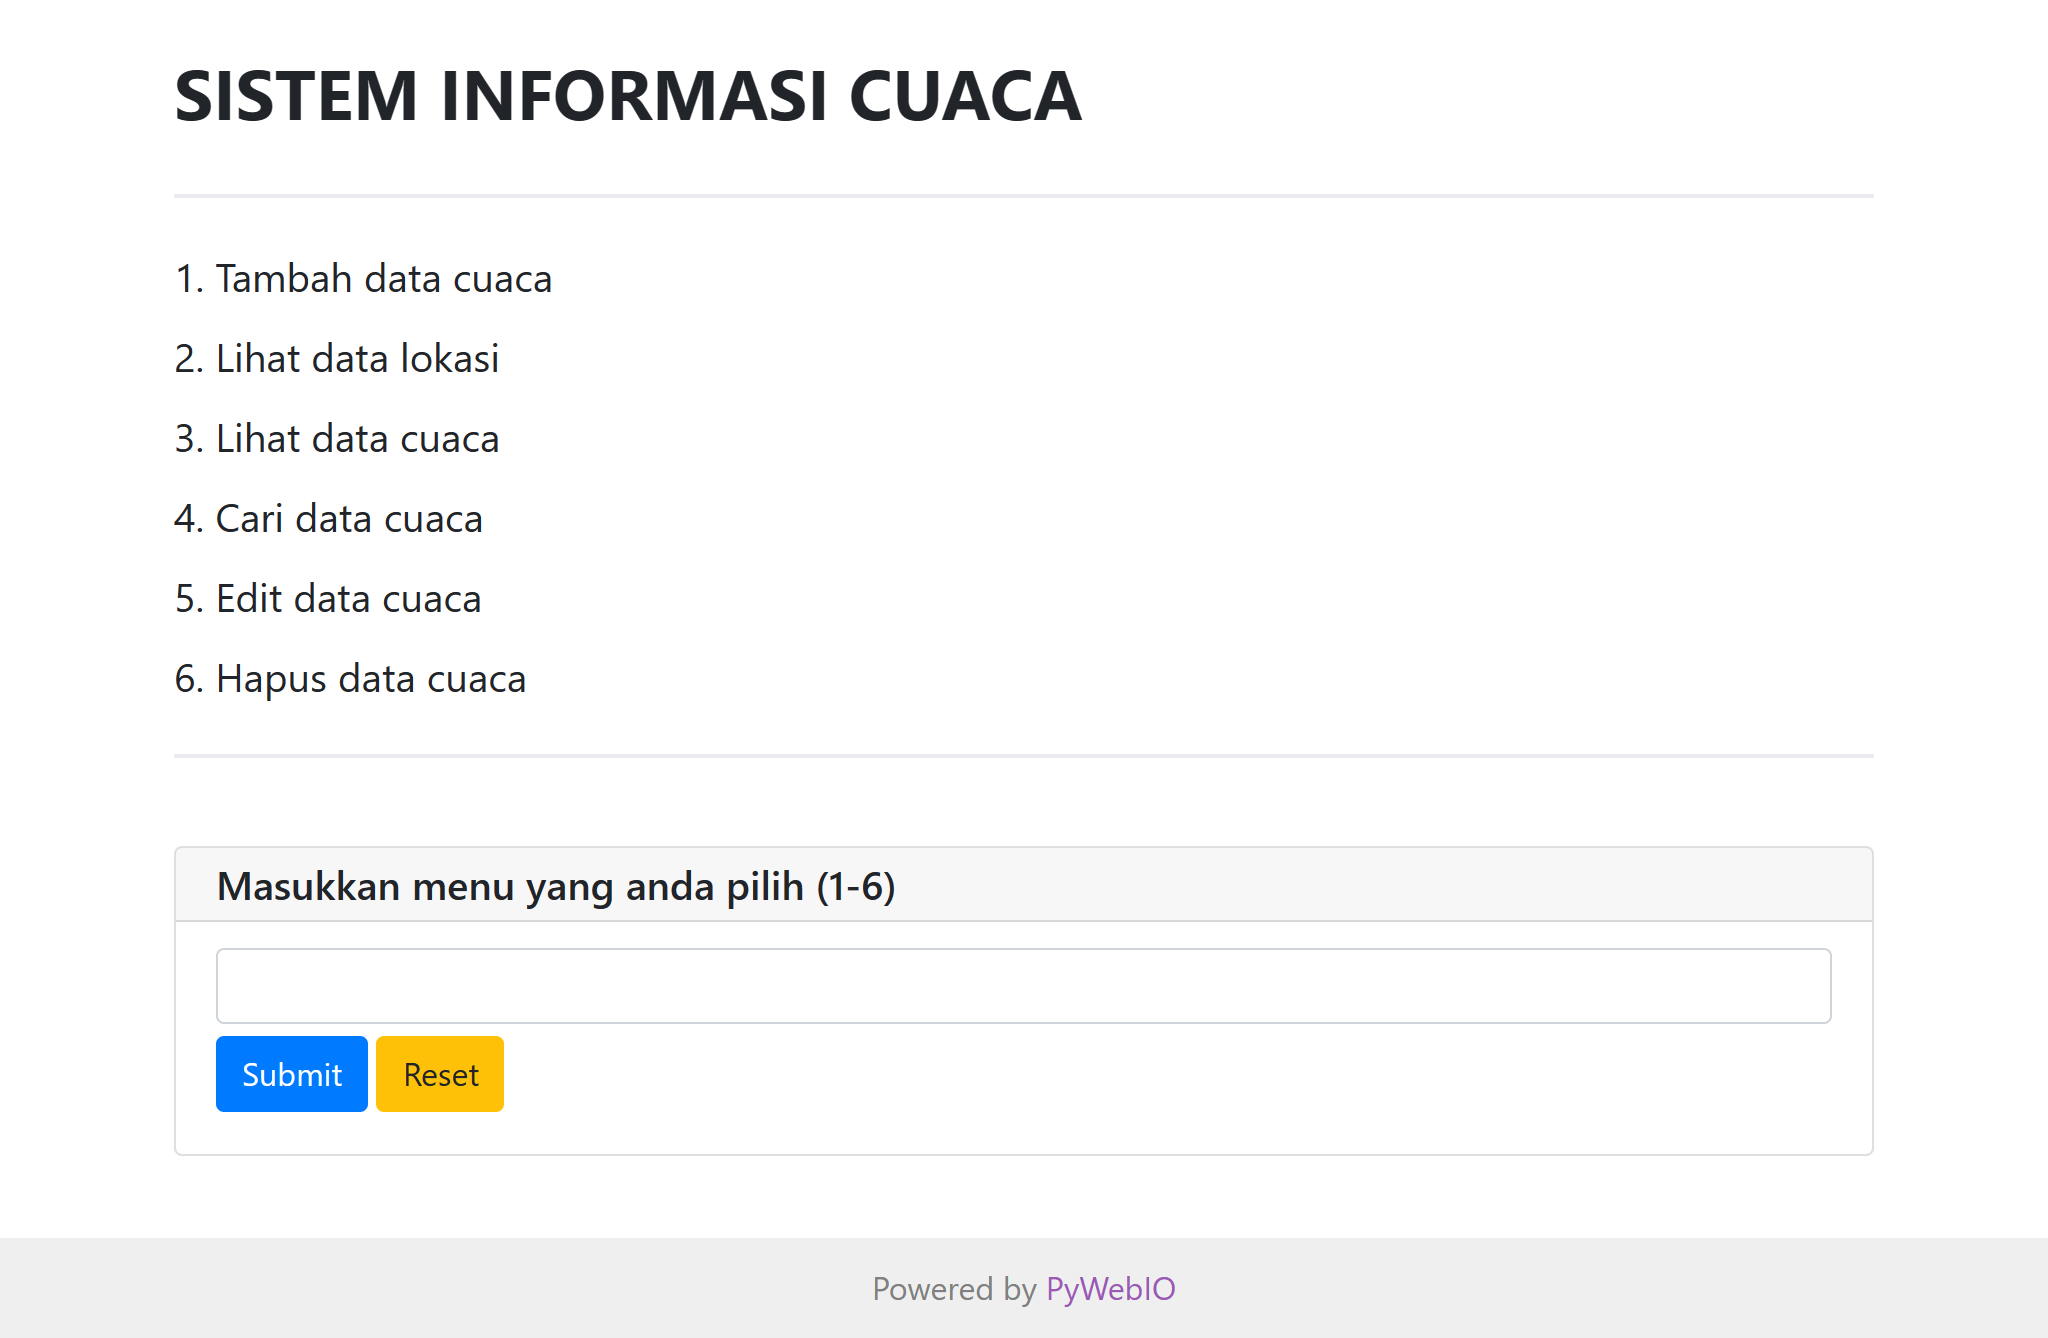 SISTEM INFORMASI CUACA
1. Tambah data cuaca
2. Lihat data lokasi
3. Lihat data cuaca
4. Cari data cuaca
5. Edit data cuaca
6. Hapus data cuaca
Masukkan menu yang anda pilih (1-6)
Submit Reset
Powered by PyWebIO